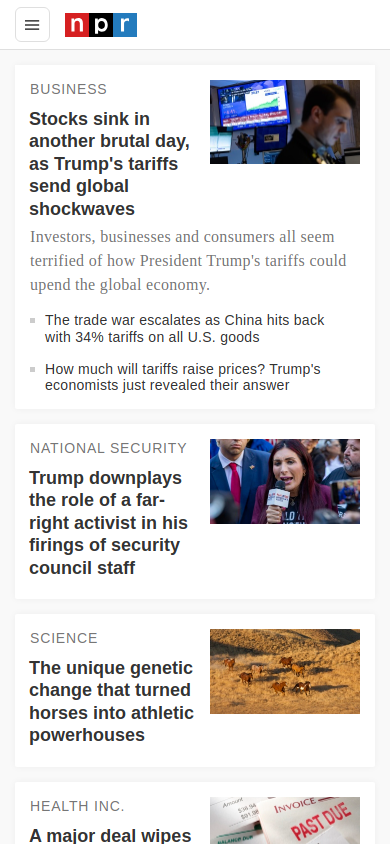 npr
BUSINESS
Stocks sink in
another brutal day,
as Trump's tariffs
send global
shockwaves
Investors, businesses and consumers all seem
terrified of how President Trump's tariffs could
upend the global economy.
The trade war escalates as China hits back
with 34% tariffs on all U.S. goods
How much will tariffs raise prices? Trump's
economists just revealed their answer
NATIONAL SECURITY
Trump downplays
the role of a far-
right activist in his
firings of security
council staff
SCIENCE
The unique genetic
change that turned
horses into athletic
powerhouses
HEALTH INC.
A major deal wipes
Amount
INVOICE
PAST DUE
BALANCE DUE